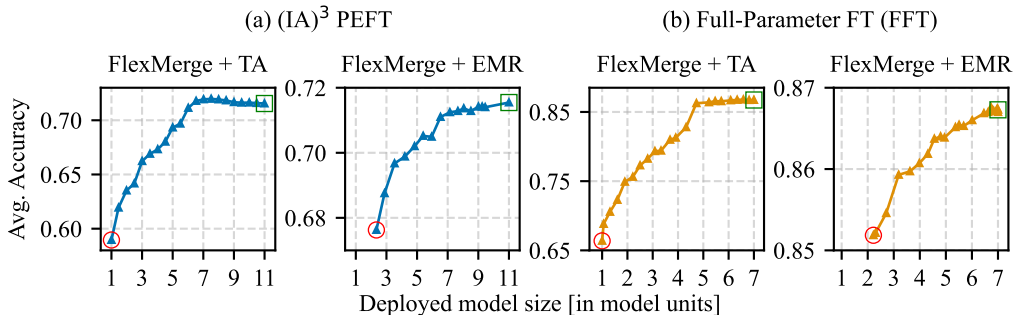 (a) (IA)³ PEFT
(b) Full-Parameter FT (FFT)
FlexMerge + TA
FlexMerge + EMR
FlexMerge + TA
FlexMerge + EMR
Avg. Accuracy
0.70
0.65
0.60
1 3 5 7 9 11
0.72
0.70
0.68
1 3 5 7 9 11
0.85
0.75
0.65
1 2 3 4 5 6 7
0.87
0.86
0.85
1 2 3 4 5 6 7
Deployed model size [in model units]